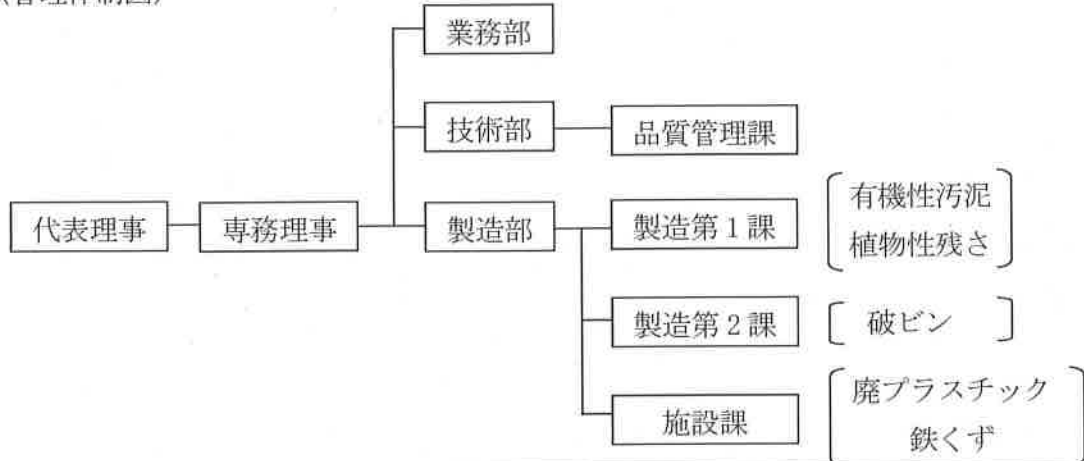 業務部
技術部
品質管理課
代表理事
専務理事
製造部
製造第1課
有機性汚泥
植物性残さ
製造第2課
破ビン
施設課
廃プラスチック
鉄くず